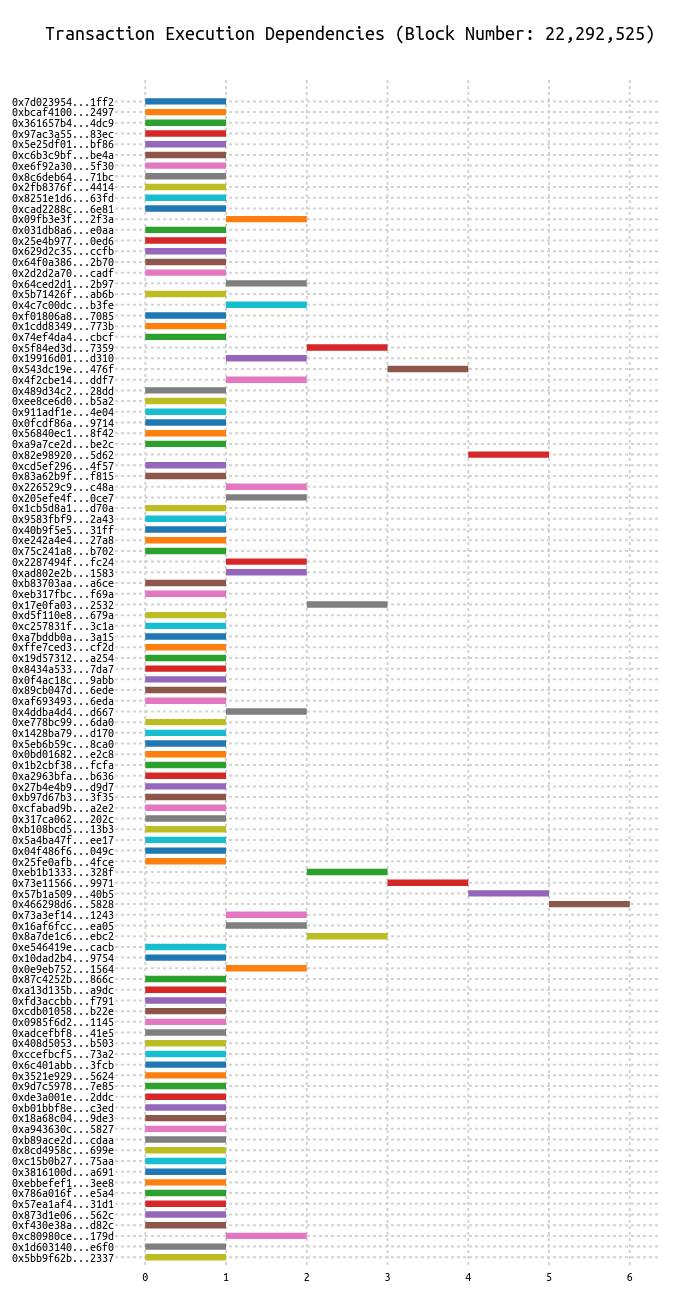 Transaction Execution Dependencies (Block Number: 22,292,525)
0x7d023954...1ff2
0xbcaf4100...2497
0x361657b4...4dc9
0x97ac3a55...83ec
0x5e25df01...bf86
0xc6b3c9bf...be4a
0xe6f92a30...5f30
0x8c6deb64...71bc
0x2fb8376f...4414
0x8251e1d6...63fd
0xcad2288c...6e81
0x09fb3e3f...2f3a
0x031db8a6...e0aa
0x25e4b977...0ed6
0x629d2c35...ccfb
0x64f0a386...2b70
0x2d2d2a70...cadf
0x64ced2d1...2b97
0x5b71426f...ab6b
0x4c7c00dc...b3fe
0xf01806a8...7085
0x1cdd8349...773b
0x74ef4da4...cbcf
0x5f84ed3d...7359
0x19916d01...d310
0x543dc19e...476f
0x4f2cbe14...ddf7
0x489d34c2...28dd
0xee8ce6d0...b5a2
0x911adf1e...4e04
0x0fcdf86a...9714
0x56840ec1...8f42
0xa9a7ce2d...be2c
0x82e98920...5d62
0xcd5ef296...4f57
0x83a62b9f...f815
0x226529c9...c48a
0x205efe4f...0ce7
0x1cb5d8a1...d70a
0x9583fbf9...2a43
0x40b9f5e5...31ff
0xe242a4e4...27a8
0x75c241a8...b702
0x2287494f...fc24
0xad802e2b...1583
0xb83703aa...a6ce
0xeb317fbc...f69a
0x17e0fa03...2532
0xd5f110e8...679a
0xc257831f...3c1a
0xa7bddb0a...3a15
0xffe7ced3...cf2d
0x19d57312...a254
0x8434a533...7da7
0x0f4ac18c...9abb
0x89cb047d...6ede
0xaf693493...6eda
0x4ddba4d4...d667
0xe778bc99...6da0
0x1428ba79...d170
0x5eb6b59c...8ca0
0x0bd01682...e2c8
0x1b2cbf38...fcfa
0xa2963bfa...b636
0x27b4e4b9...d9d7
0xb97d67b3...3f35
0xcfabad9b...a2e2
0x317ca062...202c
0xb108bcd5...13b3
0x5a4ba47f...ee17
0x04f486f6...049c
0x25fe0afb...4fce
0xeb1b1333...328f
0x73e11566...9971
0x57b1a509...40b5
0x466298d6...5828
0x73a3ef14...1243
0x16af6fcc...ea05
0x8a7de1c6...ebc2
0xe546419e...cacb
0x10dad2b4...9754
0x0e9eb752...1564
0x87c4252b...866c
0xa13d135b...a9dc
0xfd3accbb...f791
0xcdb01058...b22e
0x0985f6d2...1145
0xadcefbf8...41e5
0x408d5053...b503
0xccefbcf5...73a2
0x6c401abb...3fcb
0x3521e929...5624
0x9d7c5978...7e85
0xde3a001e...2ddc
0xb01bbf8e...c3ed
0x18a68c04...9de3
0xa943630c...5827
0xb89ace2d...cdaa
0x8cd4958c...699e
0xc15b0b27...75aa
0x3816100d...a691
0xebbefef1...3ee8
0x786a016f...e5a4
0x57ea1af4...31d1
0x873d1e06...562c
0xf430e38a...d82c
0xc80980ce...179d
0x1d603140...e6f0
0x5bb9f62b...2337
0 1 2 3 4 5 6